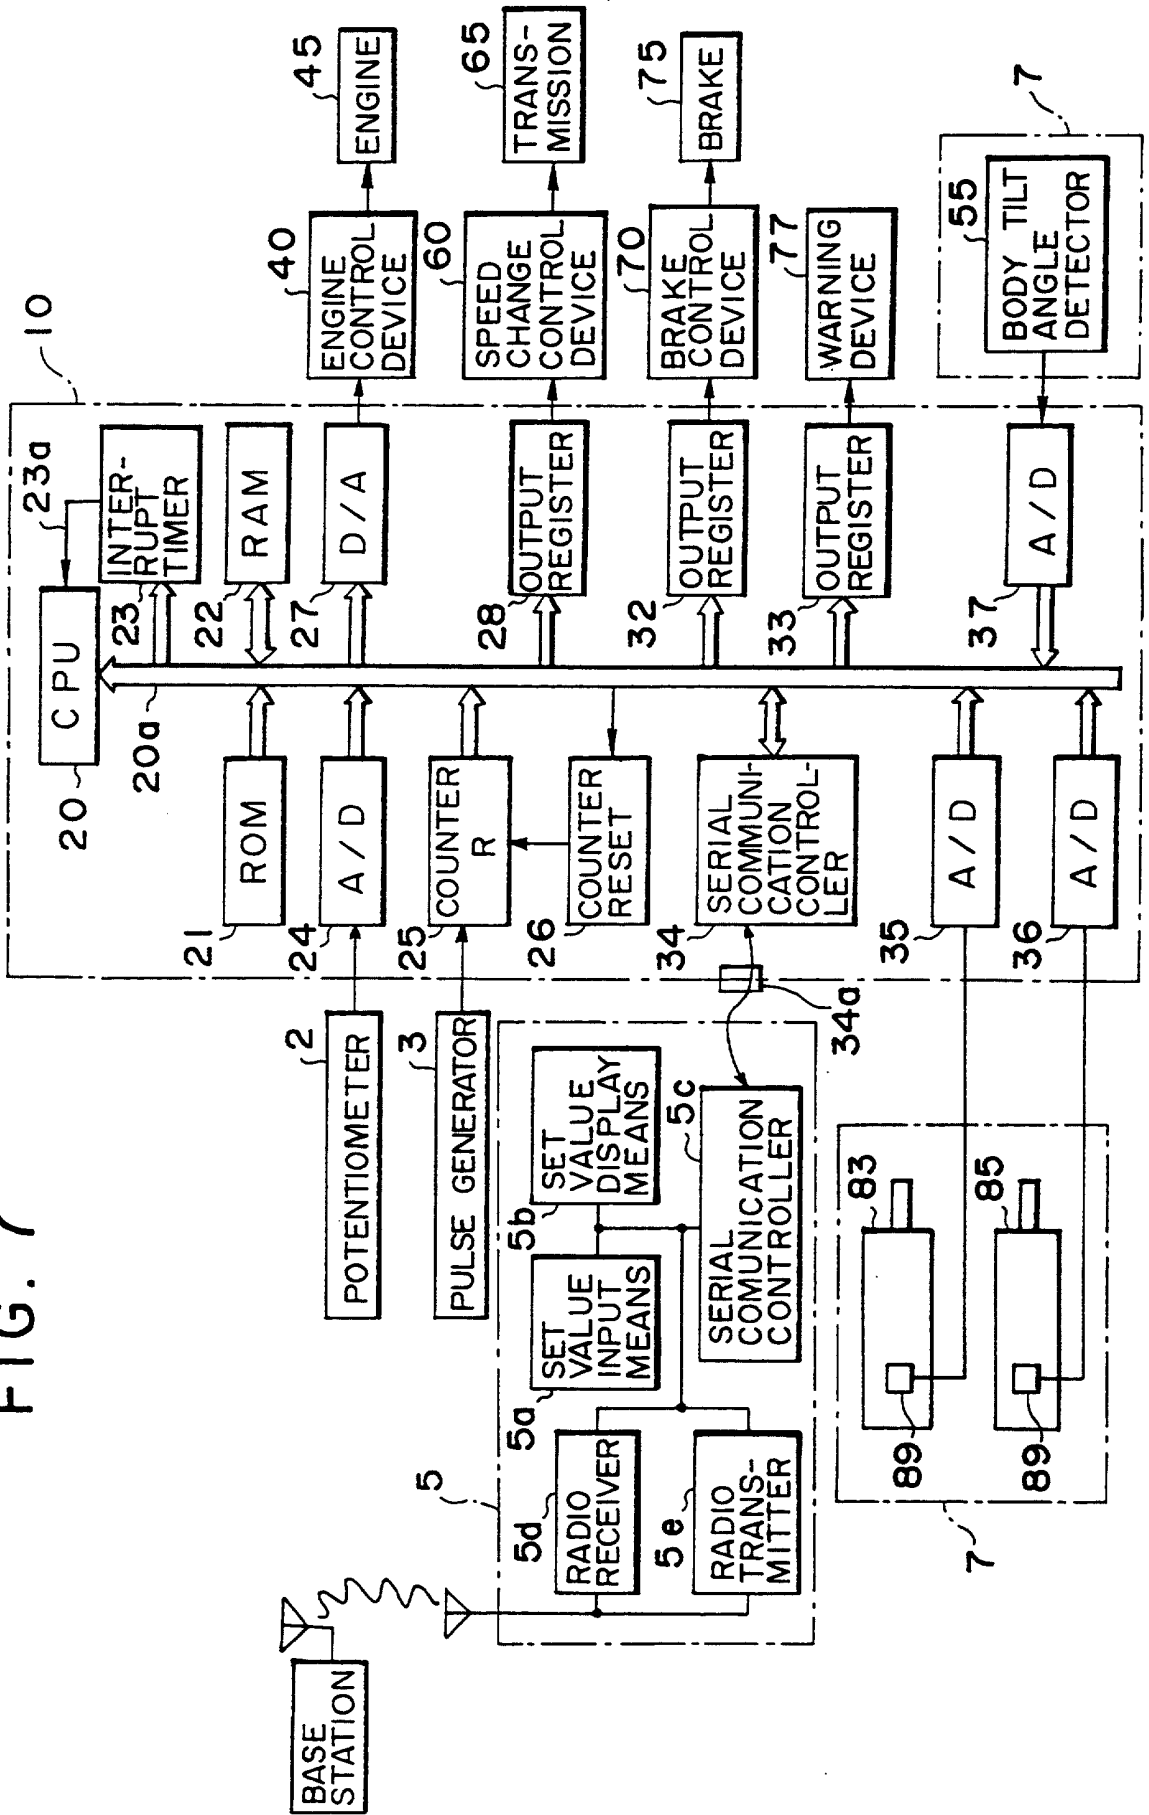 FIG. 7
10
20
CPU
23a
20a
23
INTER-
RUPT
TIMER
21
ROM
22
RAM
2
POTENTIOMETER
24
A/D
27
D/A
40
ENGINE
CONTROL
DEVICE
45
ENGINE
3
PULSE GENERATOR
25
COUNTER
R
28
OUTPUT
REGISTER
60
SPEED
CHANGE
CONTROL
DEVICE
65
TRANS-
MISSION
26
COUNTER
RESET
32
OUTPUT
REGISTER
70
BRAKE
CONTROL
DEVICE
75
BRAKE
34
SERIAL
COMMUNI-
CATION
CONTROL-
LER
34a
33
OUTPUT
REGISTER
77
WARNING
DEVICE
35
A/D
36
A/D
37
A/D
7
55
BODY TILT
ANGLE
DETECTOR
BASE
STATION
5
5d
RADIO
RECEIVER
5e
RADIO
TRANS-
MITTER
5a
SET
VALUE
INPUT
MEANS
5b
SET
VALUE
DISPLAY
MEANS
5c
SERIAL
COMUNICATION
CONTROLLER
7
83
89
85
89